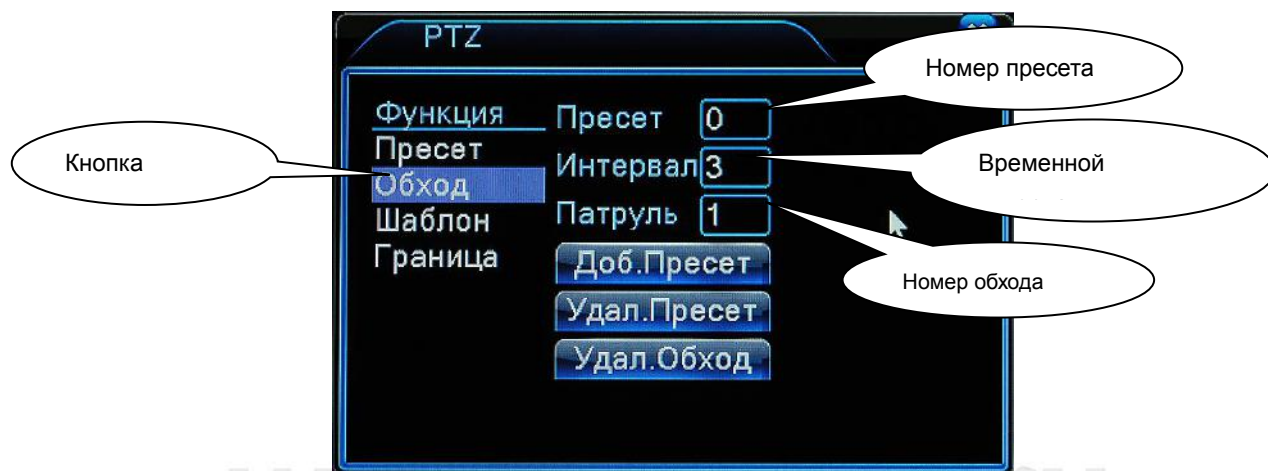 PTZ
Номер пресета
Функция
Пресет 0
Пресет
Интервал 3
Временной
Кнопка
Обход
Патруль 1
Шаблон
Граница
Номер обхода
Доб.Пресет
Удал.Пресет
Удал.Обход